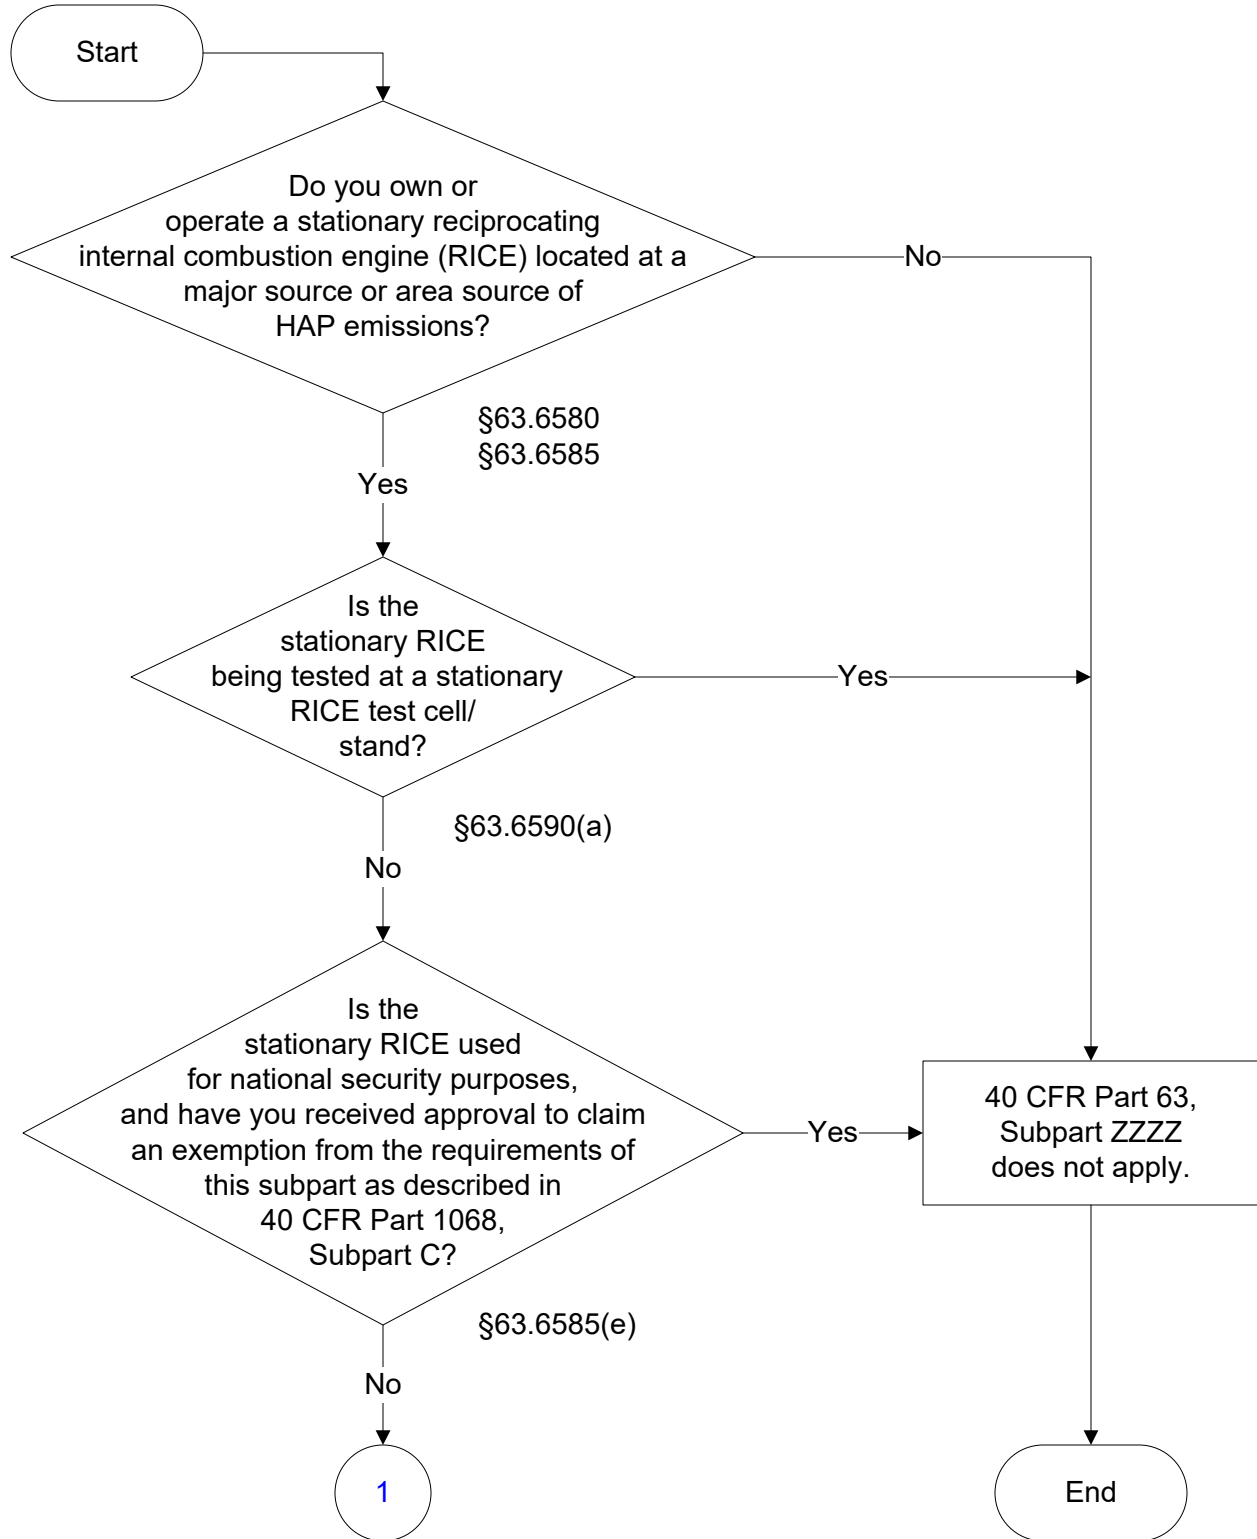 Start
Do you own or
operate a stationary reciprocating
internal combustion engine (RICE) located at a
major source or area source of
HAP emissions?
No
§63.6580
§63.6585
Yes
Is the
stationary RICE
being tested at a stationary
RICE test cell/
stand?
Yes
§63.6590(a)
No
Is the
stationary RICE used
for national security purposes,
and have you received approval to claim
an exemption from the requirements of
this subpart as described in
40 CFR Part 1068,
Subpart C?
Yes
40 CFR Part 63,
Subpart ZZZZ
does not apply.
§63.6585(e)
No
1
End